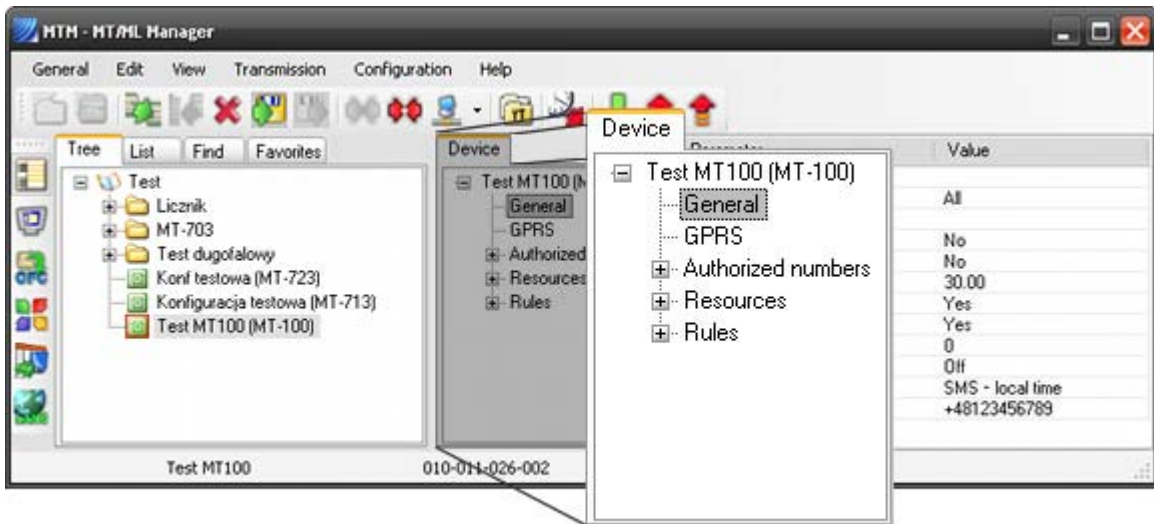 MTM - MT/ML Manager
General Edit View Transmission Configuration Help
Tree List Find Favorites
Test
Licznik
MT-703
Test dugofalowy
Konf testowa (MT-723)
Konfiguracja testowa (MT-713)
Test MT100 (MT-100)
Device
Test MT100 (M
General
GPRS
Authorized
Resources
Rules
Device
Test MT100 (MT-100)
General
GPRS
Authorized numbers
Resources
Rules
Value
All
No
No
30.00
Yes
Yes
0
Off
SMS - local time
+48123456789
Test MT100 010-011-026-002